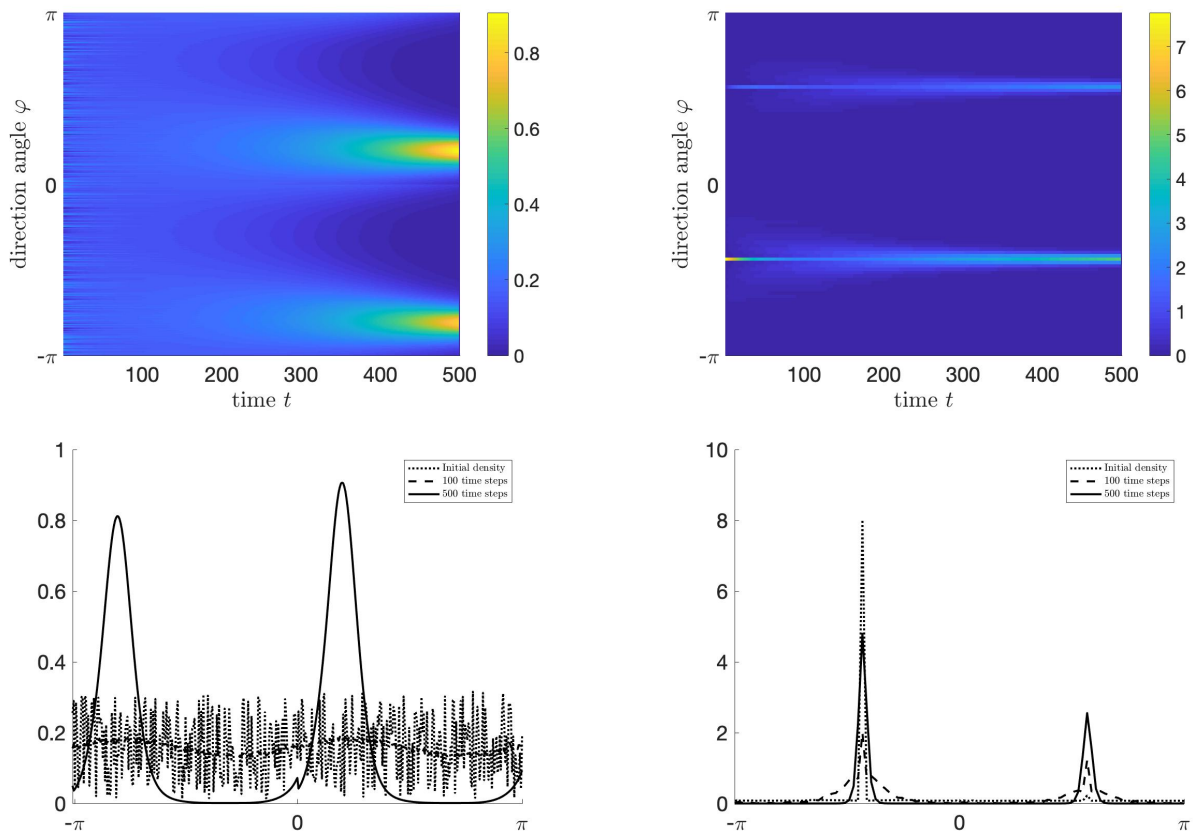 π
0
-π
direction angle φ
100
200
300
400
500
time t
0.8
0.6
0.4
0.2
0
π
0
-π
direction angle φ
100
200
300
400
500
time t
7
6
5
4
3
2
1
0
1
0.8
0.6
0.4
0.2
0
-π
0
π
Initial density
100 time steps
500 time steps
10
8
6
4
2
0
-π
0
π
Initial density
100 time steps
500 time steps